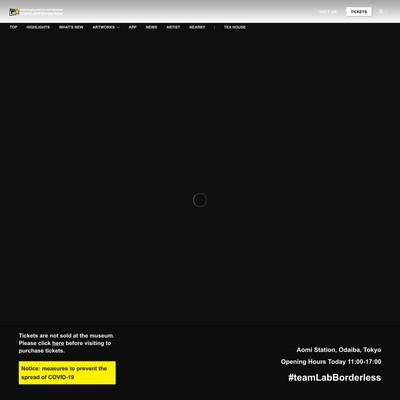 VISIT US
TICKETS
TOP
HIGHLIGHTS
WHAT'S NEW
ARTWORKS
APP
NEWS
ARTIST
NEARBY
|
TEA HOUSE
Tickets are not sold at the museum.
Please click here before visiting to
purchase tickets.
Notice: measures to prevent the
spread of COVID-19
Aomi Station, Odaiba, Tokyo
Opening Hours Today 11:00-17:00
#teamLabBorderless